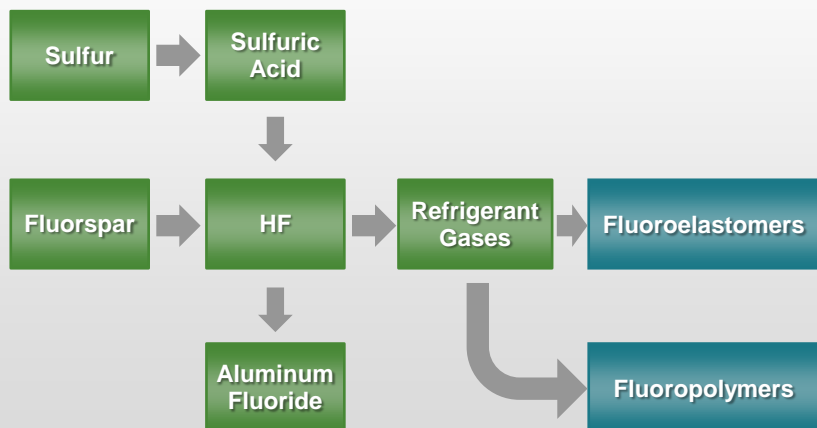 Sulfur
Sulfuric
Acid
Fluorspar
HF
Refrigerant
Gases
Fluoroelastomers
Aluminum
Fluoride
Fluoropolymers